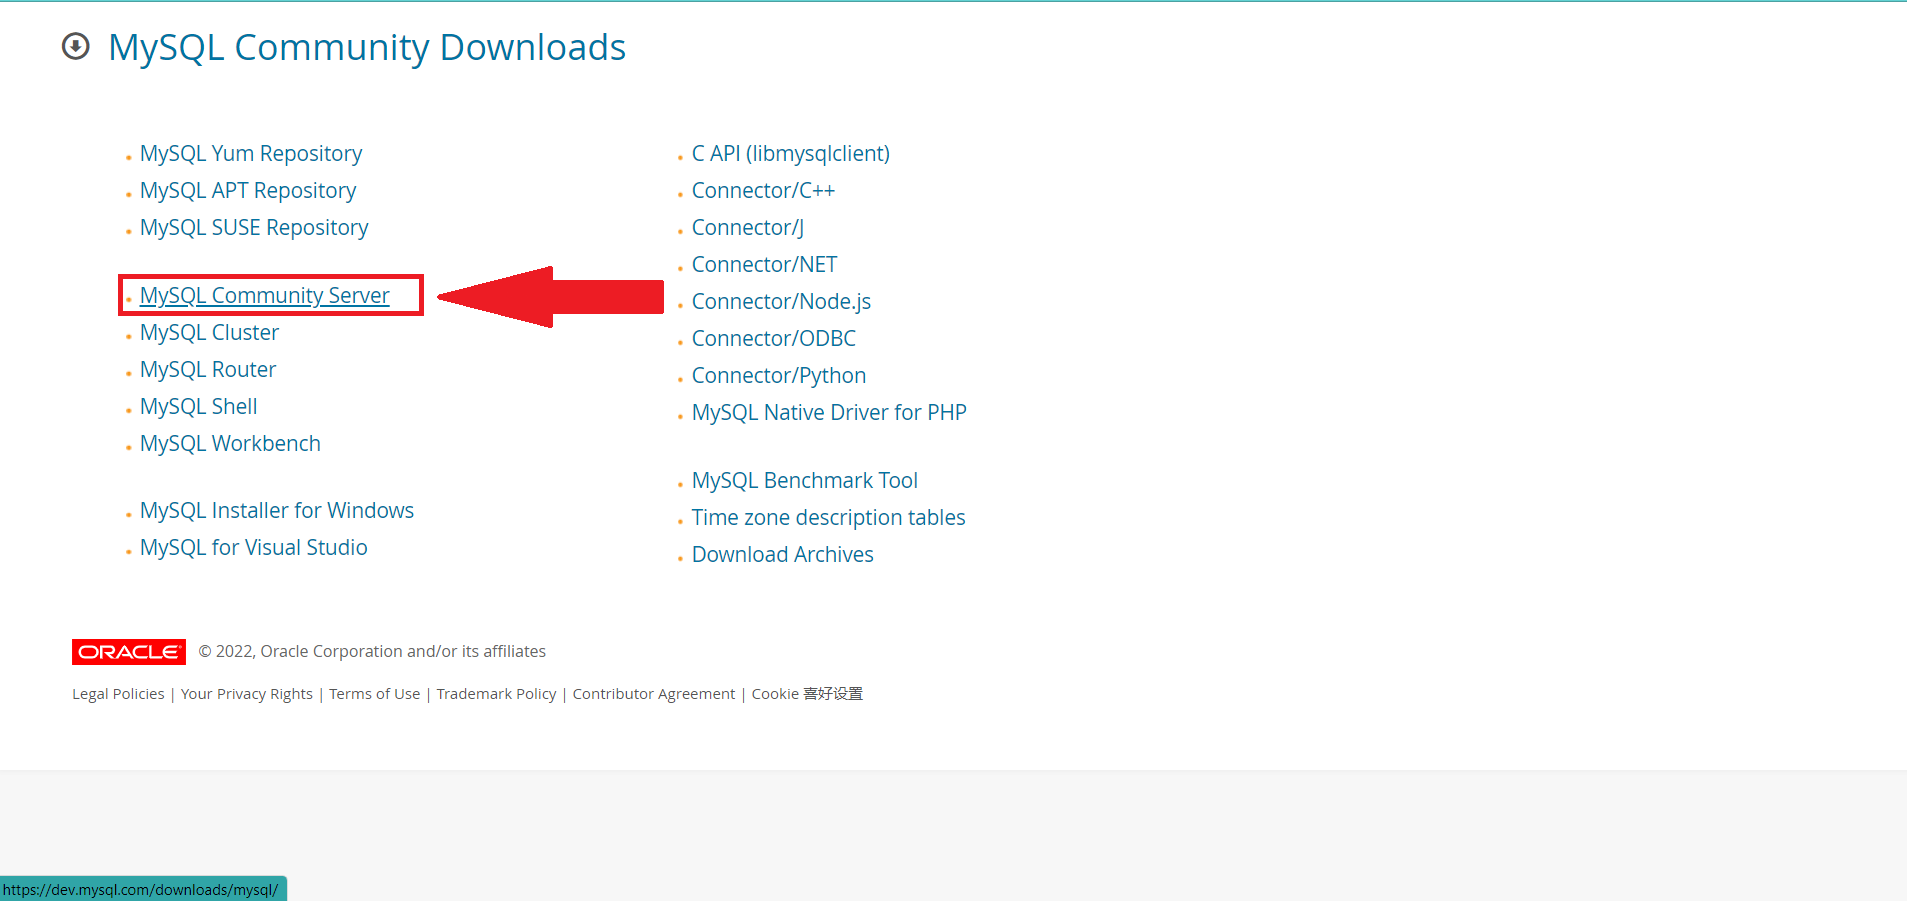 MySQL Community Downloads
MySQL Yum Repository
MySQL APT Repository
MySQL SUSE Repository
MySQL Community Server
MySQL Cluster
MySQL Router
MySQL Shell
MySQL Workbench
MySQL Installer for Windows
MySQL for Visual Studio
C API (libmysqlclient)
Connector/C++
Connector/J
Connector/NET
Connector/Node.js
Connector/ODBC
Connector/Python
MySQL Native Driver for PHP
MySQL Benchmark Tool
Time zone description tables
Download Archives
ORACLE © 2022, Oracle Corporation and/or its affiliates
Legal Policies | Your Privacy Rights | Terms of Use | Trademark Policy | Contributor Agreement | Cookie 喜好设置
https://dev.mysql.com/downloads/mysql/